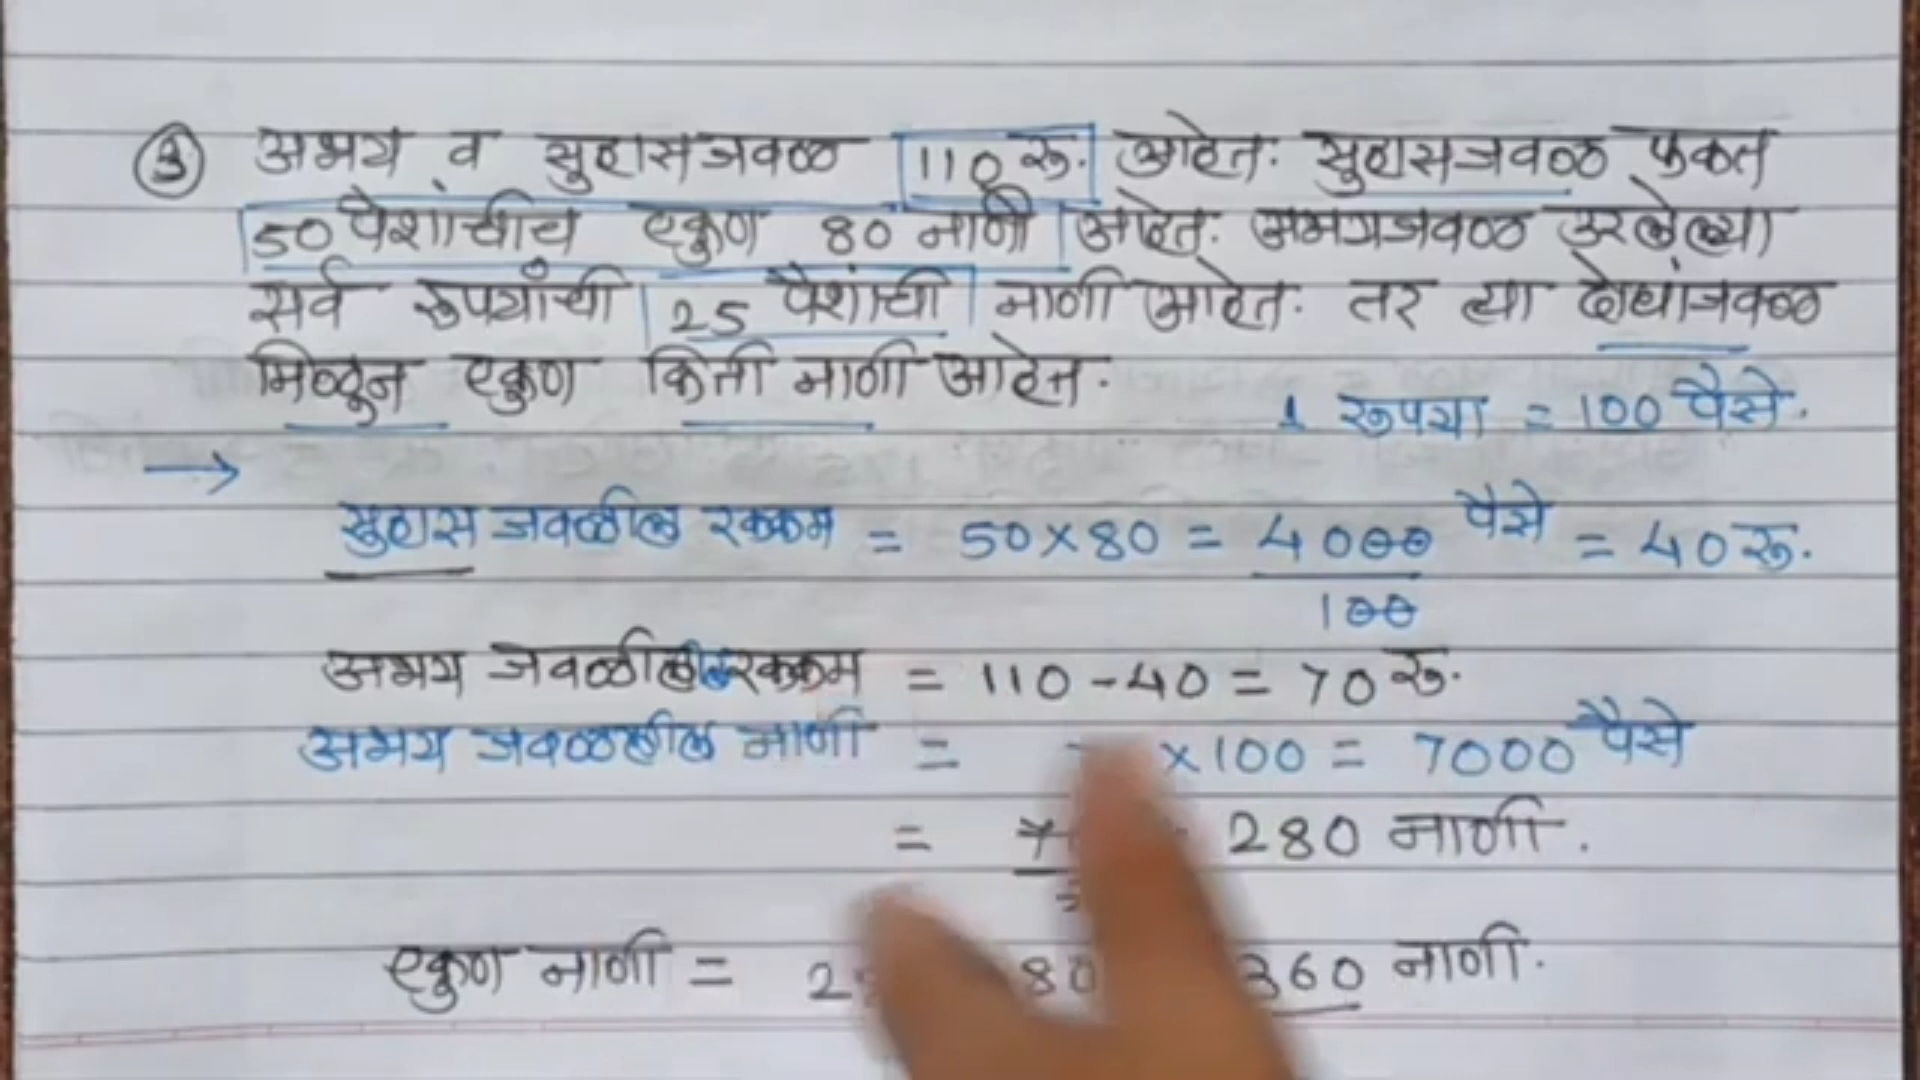 ③ अभय व सुहासजवळ 110 रु. आहेत. सुहासजवळ फक्त
50 पैशांचीच एकुण 80 नाणी आहेत. अभयजवळ उरलेल्या
सर्व रुपयांची 25 पैशांची नाणी आहेत. तर त्या दोघांजवळ
मिळून एकुण किती नाणी आहेत.
1 रूपया = 100 पैसे.
→
सुहास जवळील रक्कम = 50×80 = 4000 पैसे = 40 रु.
100
अभय जवळील रक्कम = 110 - 40 = 70 रु.
अभय जवळील नाणी = ×100 = 7000 पैसे
= 280 नाणी.
एकुण नाणी = 80 360 नाणी.